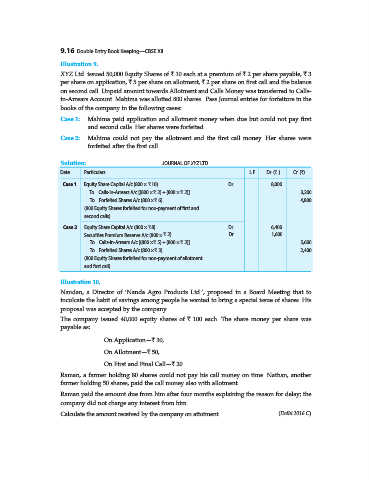 9.16 Double Entry Book Keeping—CBSE XII
Illustration 9.
XYZ Ltd. issued 50,000 Equity Shares of ₹ 10 each at a premium of ₹ 2 per share payable, ₹ 3
per share on application, ₹ 5 per share on allotment, ₹ 2 per share on first call and the balance
on second call. Unpaid amount towards Allotment and Calls Money was transferred to Calls-
in-Arrears Account. Mahima was allotted 800 shares. Pass Journal entries for forfeiture in the
books of the company in the following cases:
Case 1: Mahima paid application and allotment money when due but could not pay first
and second calls. Her shares were forfeited.
Case 2: Mahima could not pay the allotment and the first call money. Her shares were
forfeited after the first call.
Solution: JOURNAL OF XYZ LTD.
Date Particulars L.F. Dr. (₹) Cr. (₹)
Case 1 Equity Share Capital A/c (800 × ₹ 10) Dr. 8,000
To Calls-in-Arrears A/c [(800 × ₹ 2) + (800 × ₹ 2)] 3,200
To Forfeited Shares A/c (800 × ₹ 6) 4,800
(800 Equity Shares forfeited for non-payment of first and
second calls)
Case 2 Equity Share Capital A/c (800 × ₹ 8) Dr. 6,400
Securities Premium Reserve A/c (800 × ₹ 2) Dr. 1,600
To Calls-in-Arrears A/c [(800 × ₹ 5) + (800 × ₹ 2)] 5,600
To Forfeited Shares A/c (800 × ₹ 3) 2,400
(800 Equity Shares forfeited for non-payment of allotment
and first call)
Illustration 10.
Nandan, a Director of 'Nanda Agro Products Ltd.', proposed in a Board Meeting that to
inculcate the habit of savings among people he wanted to bring a special issue of shares. His
proposal was accepted by the company.
The company issued 40,000 equity shares of ₹ 100 each. The share money per share was
payable as:
On Application—₹ 30,
On Allotment—₹ 50,
On First and Final Call—₹ 20.
Raman, a farmer holding 80 shares could not pay his call money on time. Nathan, another
farmer holding 50 shares, paid the call money also with allotment.
Raman paid the amount due from him after four months explaining the reason for delay; the
company did not charge any interest from him.
Calculate the amount received by the company on allotment. (Delhi 2016 C)